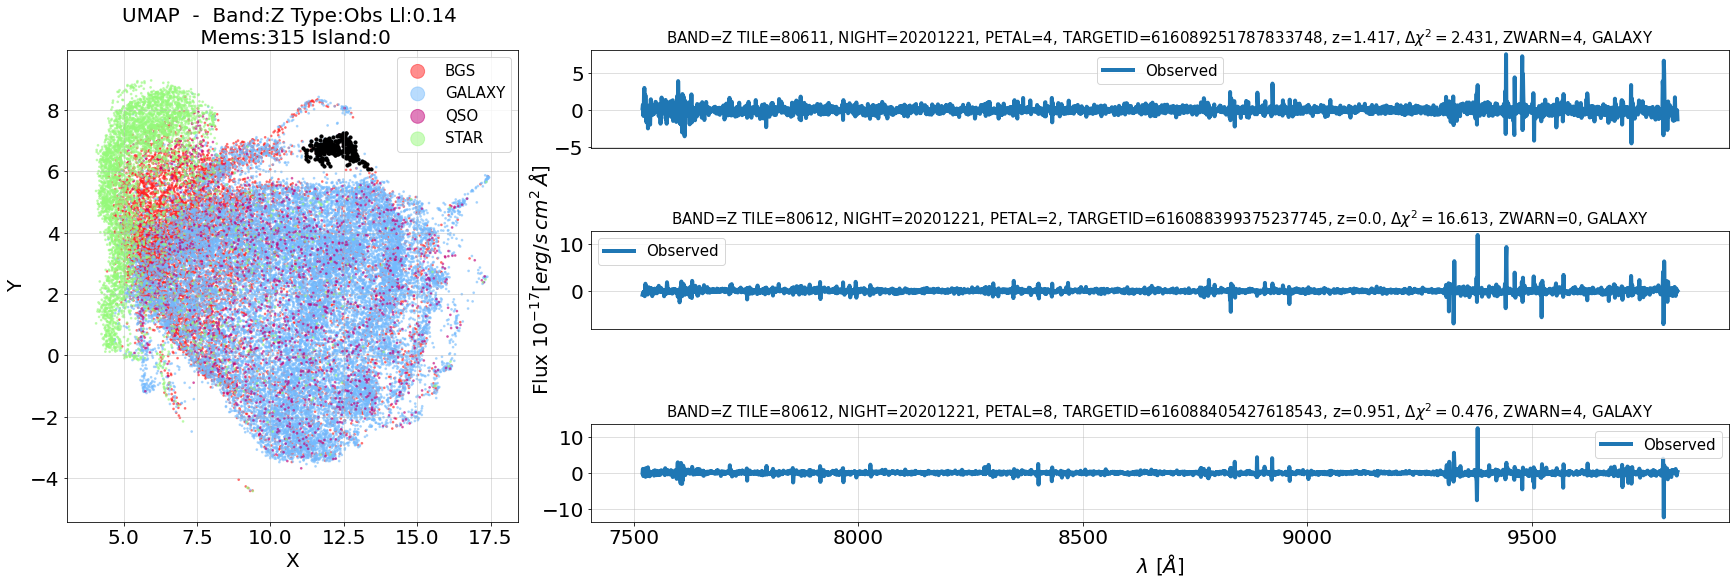 UMAP - Band:Z Type:Obs Ll:0.14
Mems:315 Island:0
BGS
GALAXY
QSO
STAR
8
6
4
2
0
−2
−4
Y
5.0 7.5 10.0 12.5 15.0 17.5
X
Flux 10⁻¹⁷[erg/s cm² Å]
BAND=Z TILE=80611, NIGHT=20201221, PETAL=4, TARGETID=616089251787833748, z=1.417, Δχ² = 2.431, ZWARN=4, GALAXY
Observed
5
0
−5
BAND=Z TILE=80612, NIGHT=20201221, PETAL=2, TARGETID=616088399375237745, z=0.0, Δχ² = 16.613, ZWARN=0, GALAXY
Observed
10
0
BAND=Z TILE=80612, NIGHT=20201221, PETAL=8, TARGETID=616088405427618543, z=0.951, Δχ² = 0.476, ZWARN=4, GALAXY
Observed
10
0
−10
7500 8000 8500 9000 9500
λ [Å]